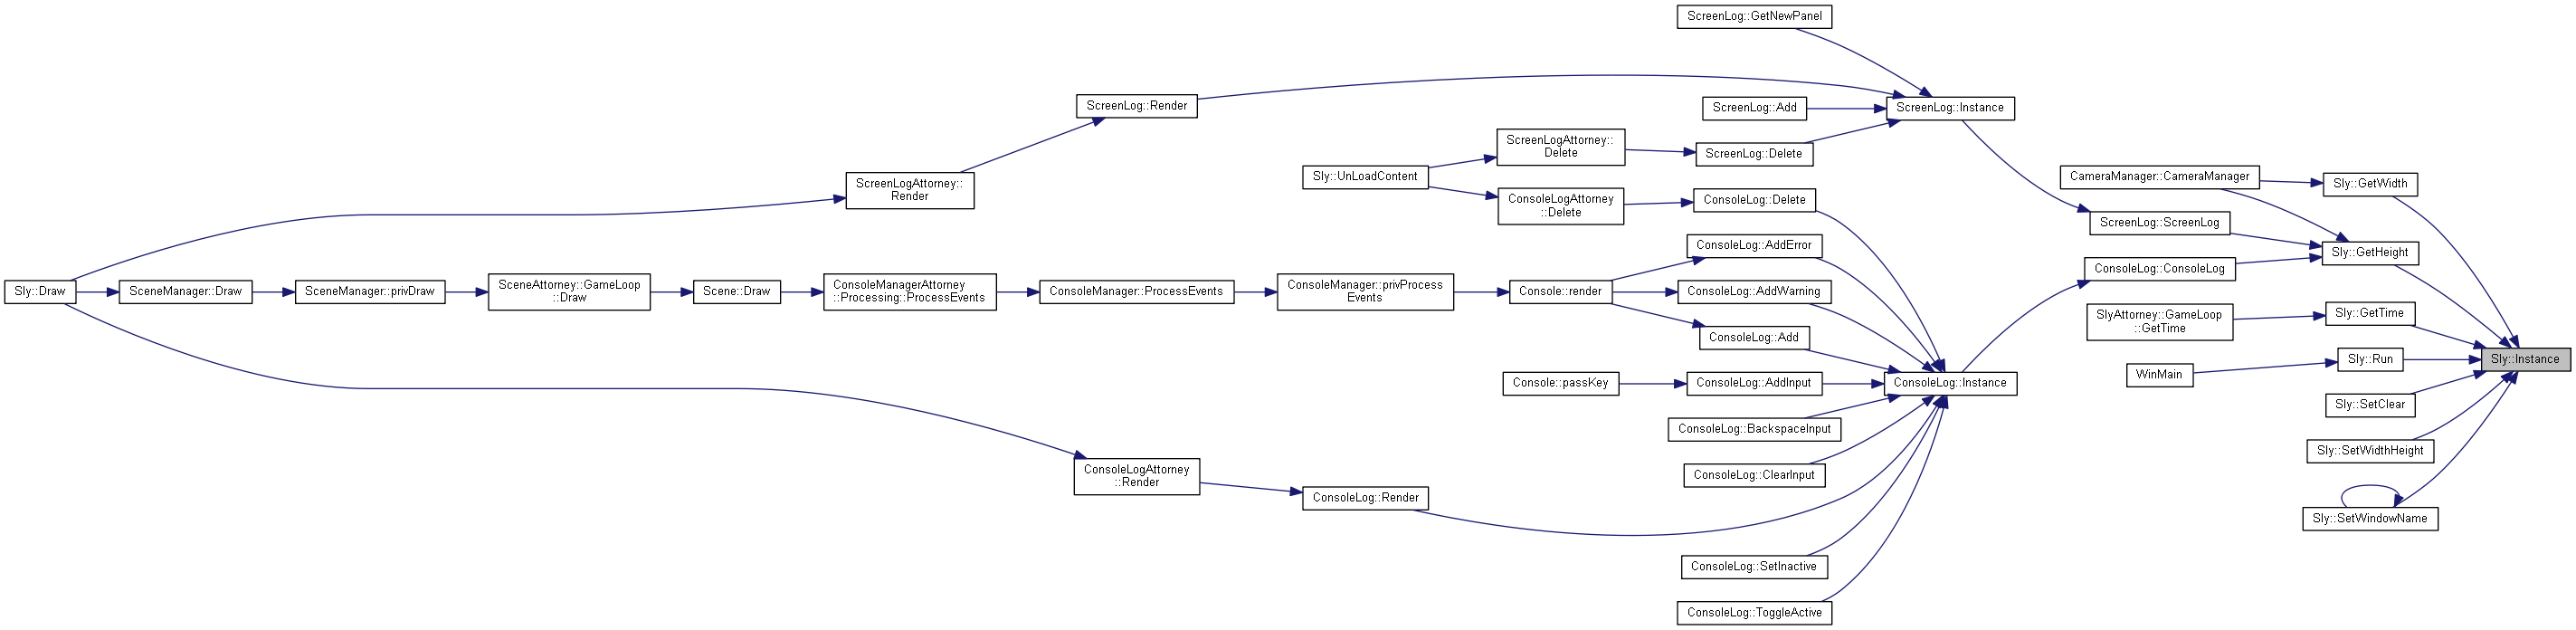 ScreenLog::GetNewPanel
ScreenLog::Render
ScreenLog::Add
ScreenLog::Instance
ScreenLogAttorney::
Delete
ScreenLog::Delete
Sly::UnLoadContent
CameraManager::CameraManager
Sly::GetWidth
ScreenLogAttorney::
Render
ConsoleLogAttorney
::Delete
ConsoleLog::Delete
ScreenLog::ScreenLog
ConsoleLog::AddError
Sly::GetHeight
ConsoleLog::ConsoleLog
Sly::Draw
SceneManager::Draw
SceneManager::privDraw
SceneAttorney::GameLoop
::Draw
Scene::Draw
ConsoleManagerAttorney
::Processing::ProcessEvents
ConsoleManager::ProcessEvents
ConsoleManager::privProcess
Events
Console::render
ConsoleLog::AddWarning
SlyAttorney::GameLoop
::GetTime
Sly::GetTime
ConsoleLog::Add
Sly::Run
Sly::Instance
WinMain
Console::passKey
ConsoleLog::AddInput
ConsoleLog::Instance
Sly::SetClear
ConsoleLog::BackspaceInput
Sly::SetWidthHeight
ConsoleLogAttorney
::Render
ConsoleLog::ClearInput
ConsoleLog::Render
Sly::SetWindowName
ConsoleLog::SetInactive
ConsoleLog::ToggleActive